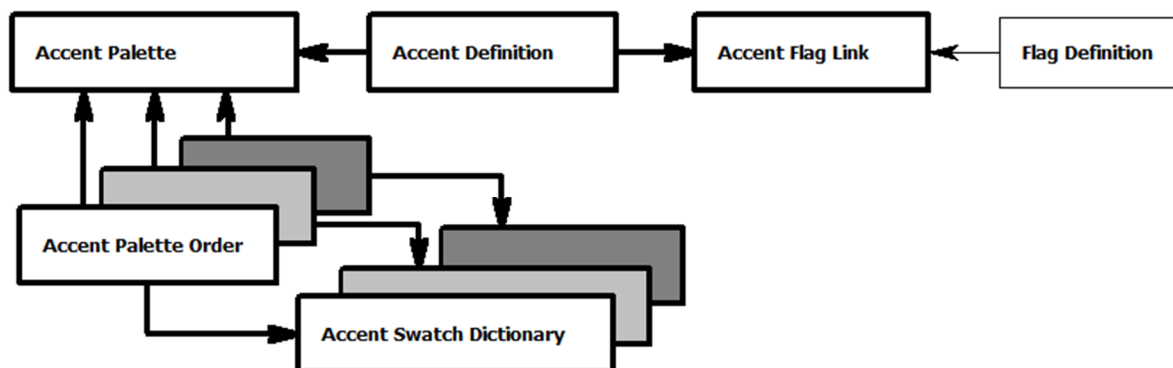 Accent Palette
Accent Definition
Accent Flag Link
Flag Definition
Accent Palette Order
Accent Swatch Dictionary